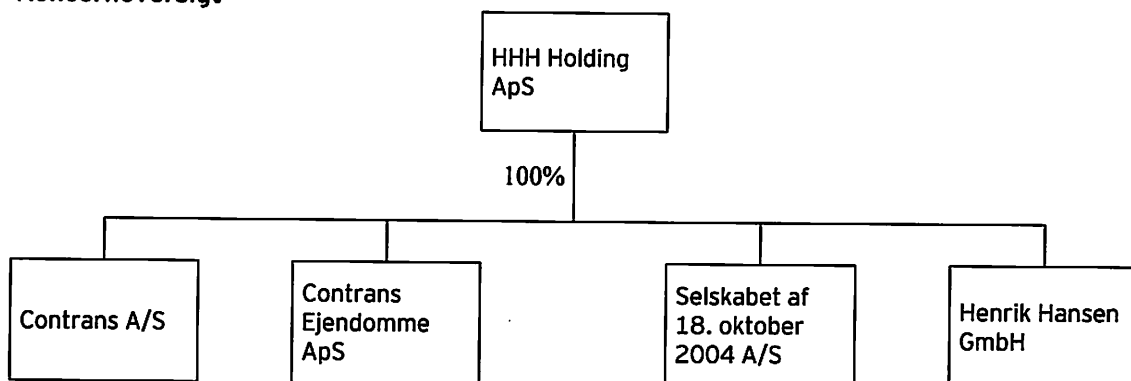 HHH Holding
ApS
100%
Contrans A/S
Contrans
Ejendomme
ApS
Selskabet af
18. oktober
2004 A/S
Henrik Hansen
GmbH